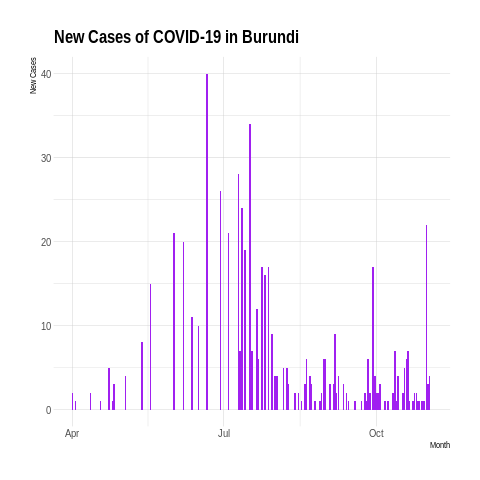 New Cases of COVID-19 in Burundi
New Cases
40
30
20
10
0
Apr
Jul
Oct
Month